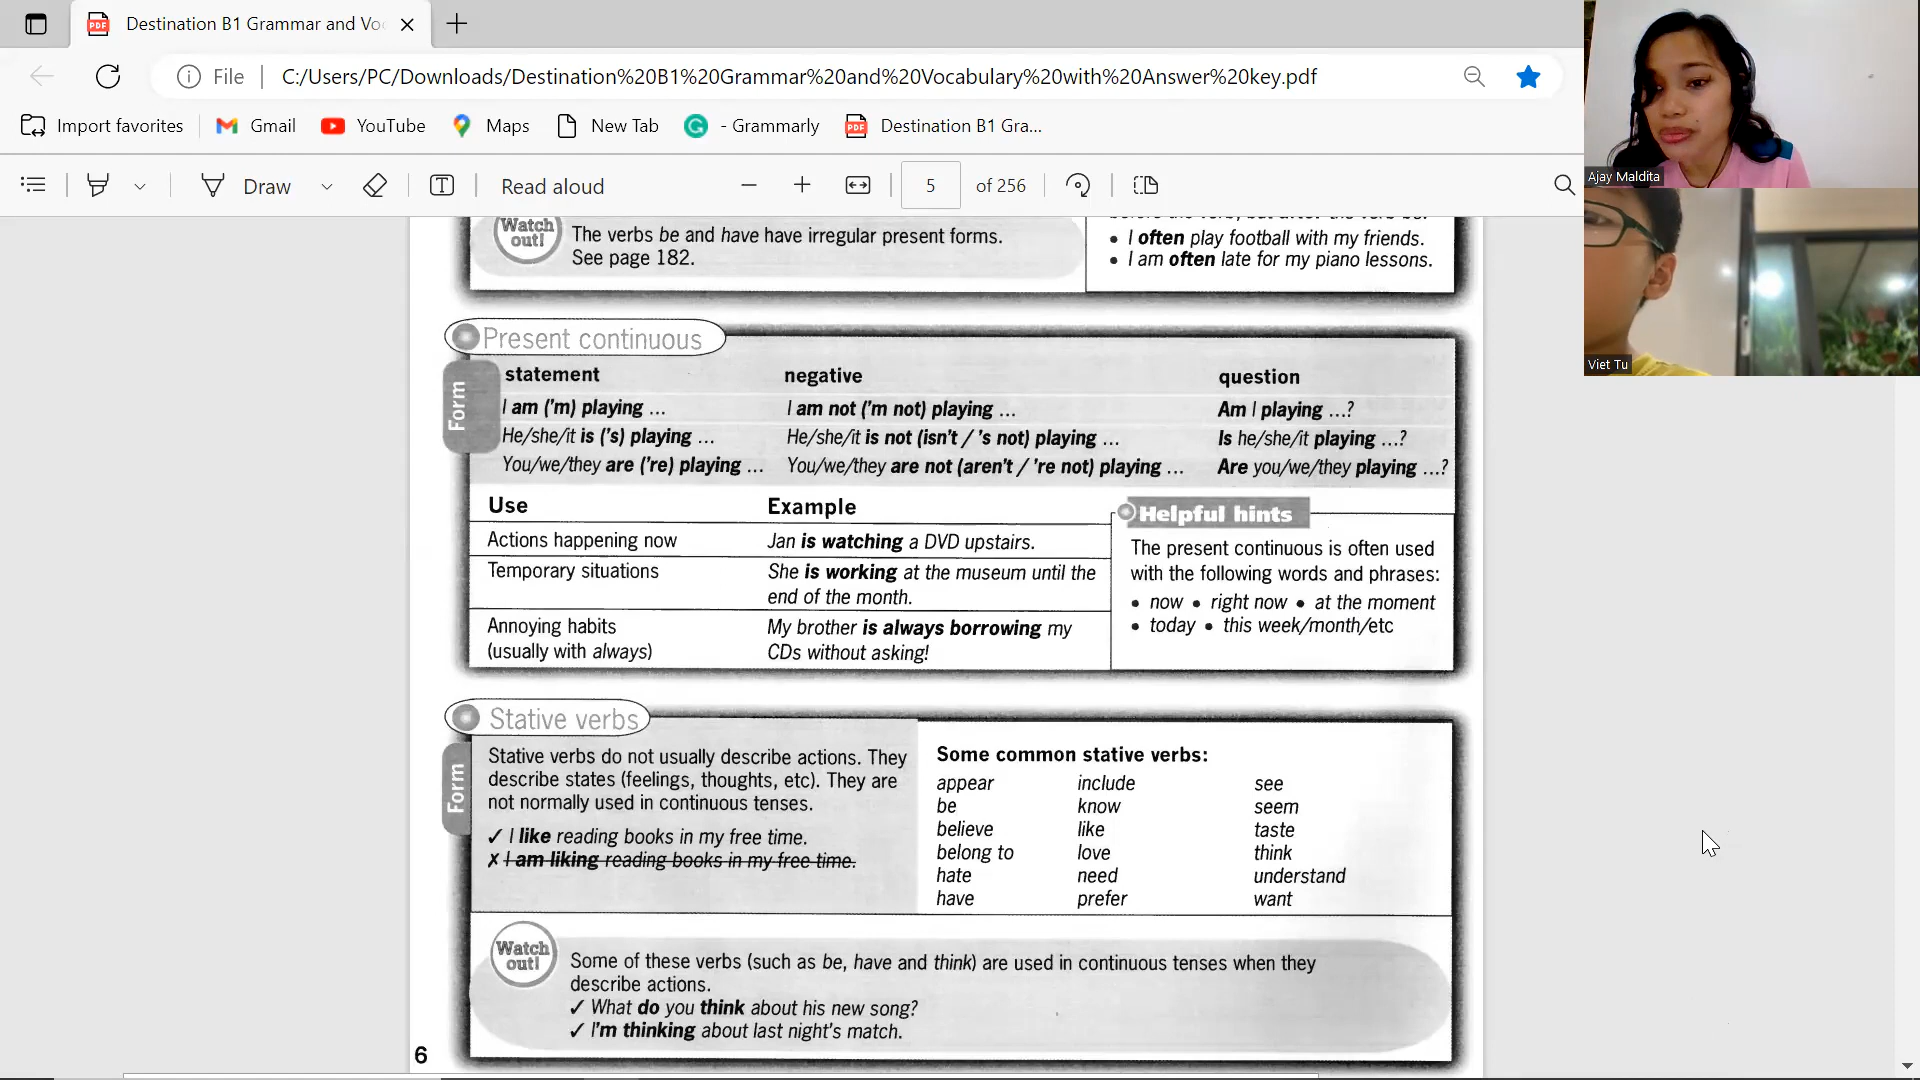 Destination B1 Grammar and Vo
File C:/Users/PC/Downloads/Destination%20B1%20Grammar%20and%20Vocabulary%20with%20Answer%20key.pdf
Import favorites Gmail YouTube Maps New Tab - Grammarly Destination B1 Gra...
Draw Read aloud 5 of 256
Ajay Maldita
Viet Tu
Watch out!
The verbs be and have have irregular present forms.
See page 182.
• I often play football with my friends.
• I am often late for my piano lessons.
Present continuous
Form
statement negative question
I am ('m) playing ... I am not ('m not) playing ... Am I playing ...?
He/she/it is ('s) playing ... He/she/it is not (isn't / 's not) playing ... Is he/she/it playing ...?
You/we/they are ('re) playing ... You/we/they are not (aren't / 're not) playing ... Are you/we/they playing ...?
Use Example
Actions happening now Jan is watching a DVD upstairs.
Temporary situations She is working at the museum until the
end of the month.
Annoying habits My brother is always borrowing my
(usually with always) CDs without asking!
Helpful hints
The present continuous is often used
with the following words and phrases:
• now • right now • at the moment
• today • this week/month/etc
Stative verbs
Form
Stative verbs do not usually describe actions. They
describe states (feelings, thoughts, etc). They are
not normally used in continuous tenses.
✓ I like reading books in my free time.
✗ I am liking reading books in my free time.
Some common stative verbs:
appear include see
be know seem
believe like taste
belong to love think
hate need understand
have prefer want
Watch out!
Some of these verbs (such as be, have and think) are used in continuous tenses when they
describe actions.
✓ What do you think about his new song?
✓ I'm thinking about last night's match.
6